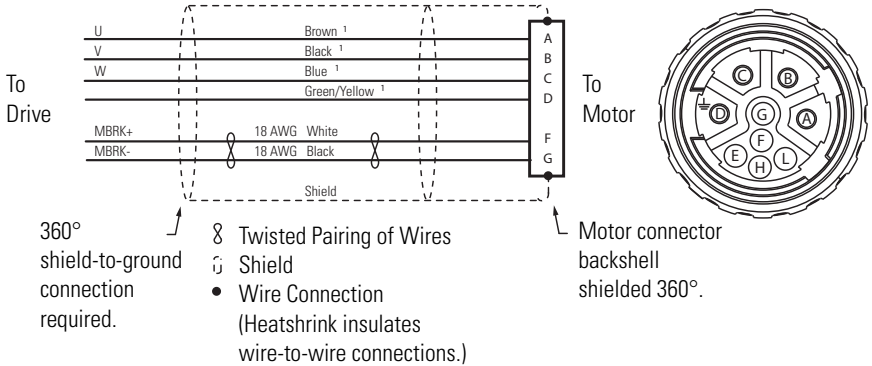 U Brown ¹ A
V Black ¹ B
W Blue ¹ C
Green/Yellow ¹ D
To
Drive
To
Motor
MBRK+ 18 AWG White F
MBRK- 18 AWG Black G
Shield
C B
D G A
F
E H L
360°
shield-to-ground
connection
required.
Twisted Pairing of Wires
Shield
Wire Connection
(Heatshrink insulates
wire-to-wire connections.)
Motor connector
backshell
shielded 360°.